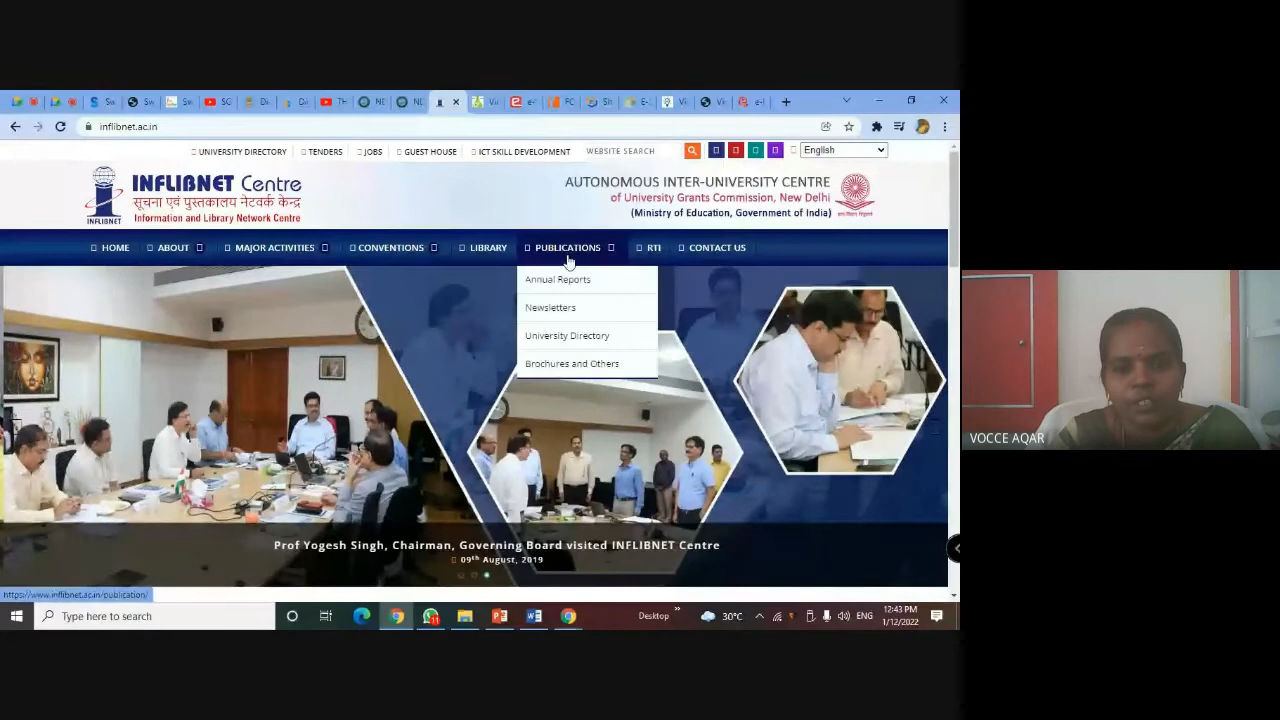 inflibnet.ac.in
UNIVERSITY DIRECTORY TENDERS JOBS GUEST HOUSE ICT SKILL DEVELOPMENT WEBSITE SEARCH English
INFLIBNET Centre
सूचना एवं पुस्तकालय नेटवर्क केन्द्र
Information and Library Network Centre
INFLIBNET
AUTONOMOUS INTER-UNIVERSITY CENTRE
of University Grants Commission, New Delhi
(Ministry of Education, Government of India)
HOME ABOUT MAJOR ACTIVITIES CONVENTIONS LIBRARY PUBLICATIONS RTI CONTACT US
Annual Reports
Newsletters
University Directory
Brochures and Others
Prof Yogesh Singh, Chairman, Governing Board visited INFLIBNET Centre
09th August, 2019
https://www.inflibnet.ac.in/publication/
Type here to search
11
Desktop
30°C
ENG
12:43 PM
1/12/2022
VOCCE AQAR